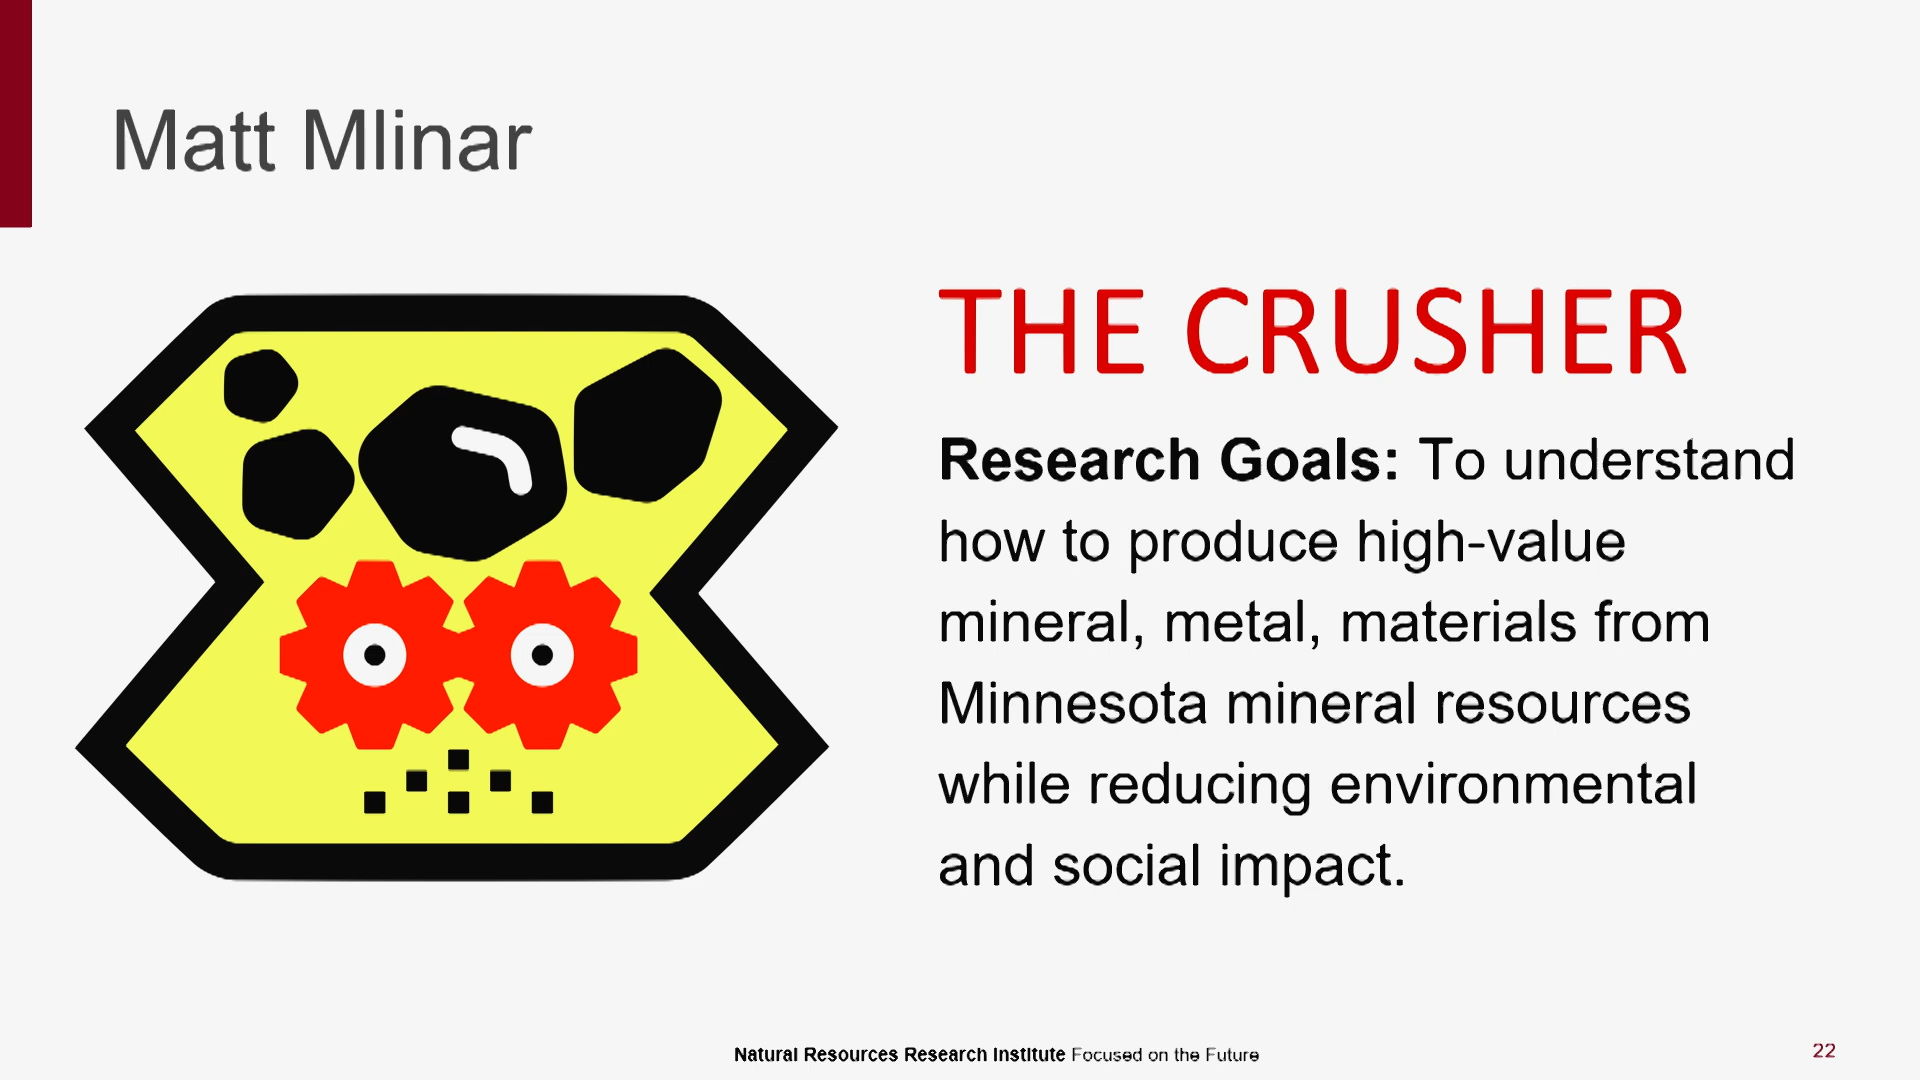 Matt Mlinar
THE CRUSHER
Research Goals: To understand
how to produce high-value
mineral, metal, materials from
Minnesota mineral resources
while reducing environmental
and social impact.
Natural Resources Research Institute Focused on the Future
22